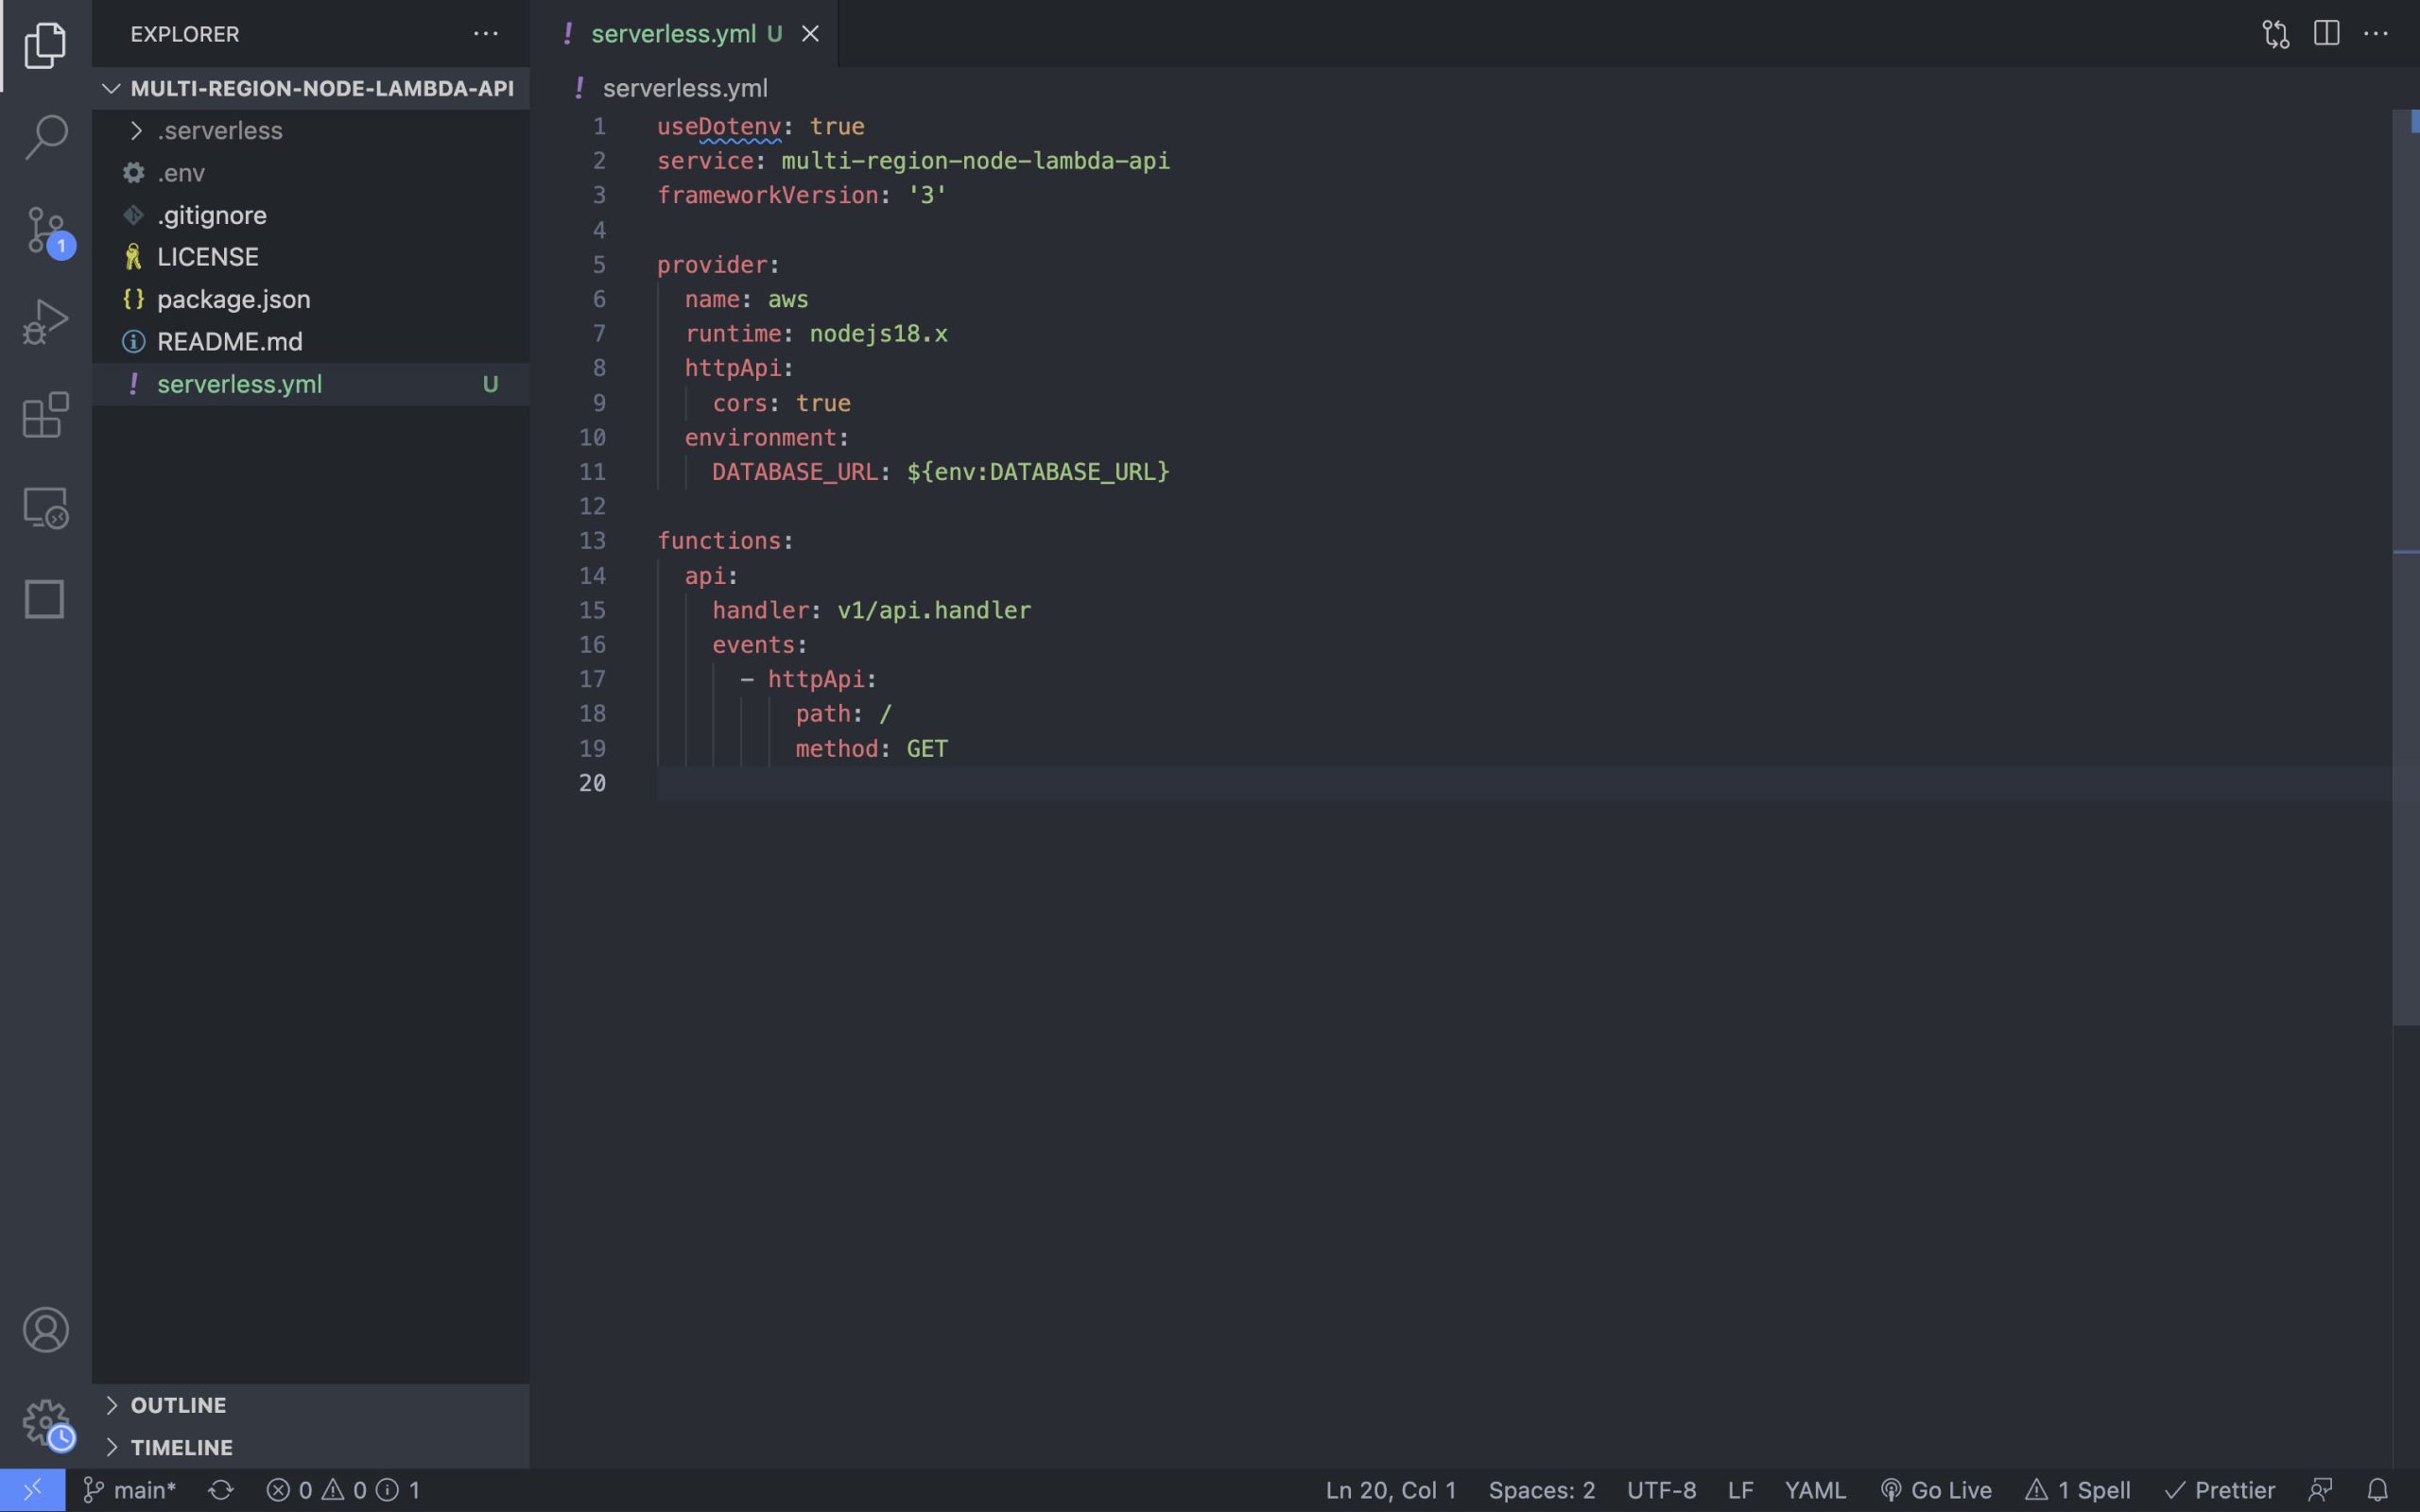 EXPLORER
MULTI-REGION-NODE-LAMBDA-API
.serverless
.env
.gitignore
LICENSE
{} package.json
README.md
! serverless.yml U
1
OUTLINE
TIMELINE
! serverless.yml U
! serverless.yml
1 useDotenv: true
2 service: multi-region-node-lambda-api
3 frameworkVersion: '3'
4
5 provider:
6 name: aws
7 runtime: nodejs18.x
8 httpApi:
9 cors: true
10 environment:
11 DATABASE_URL: ${env:DATABASE_URL}
12
13 functions:
14 api:
15 handler: v1/api.handler
16 events:
17 - httpApi:
18 path: /
19 method: GET
20
main* 0 0 1 Ln 20, Col 1 Spaces: 2 UTF-8 LF YAML Go Live 1 Spell Prettier